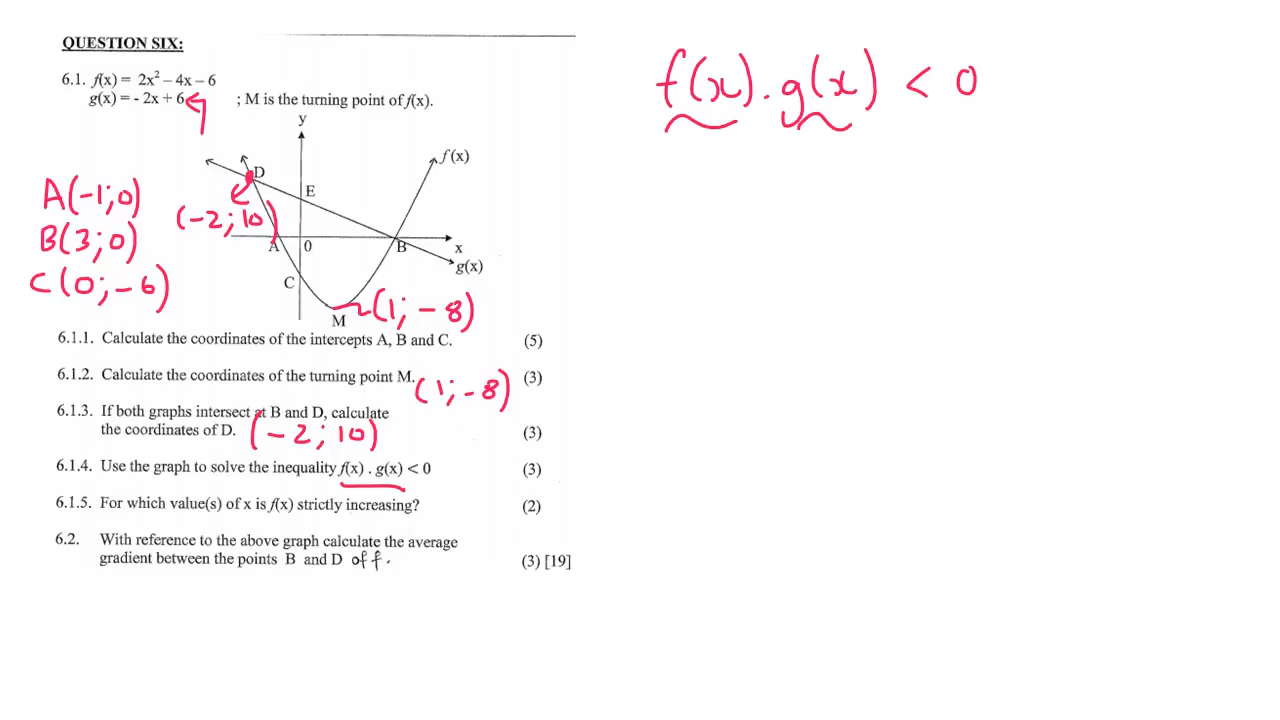 QUESTION SIX:
6.1. f(x) = 2x² – 4x – 6
g(x) = - 2x + 6 ; M is the turning point of f(x).
y
f(x)
D
E
A(-1;0)
(-2;10)
B(3;0)
A 0 B x
g(x)
C(0;-6)
C
(1;-8)
M
6.1.1. Calculate the coordinates of the intercepts A, B and C. (5)
6.1.2. Calculate the coordinates of the turning point M. (1;-8) (3)
6.1.3. If both graphs intersect at B and D, calculate
the coordinates of D. (-2;10) (3)
6.1.4. Use the graph to solve the inequality f(x) . g(x) < 0 (3)
6.1.5. For which value(s) of x is f(x) strictly increasing? (2)
6.2. With reference to the above graph calculate the average
gradient between the points B and D of f. (3) [19]
f(x).g(x) < 0